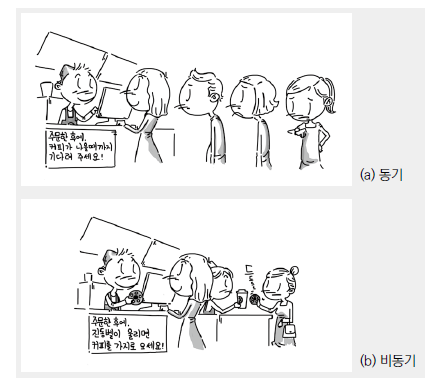 주문한 후에,
커피가 나올때까지
기다려 주세요!
(a) 동기
드
주문한 후에,
진동벨이 울리면
커피를 가지로 오세요!
(b) 비동기